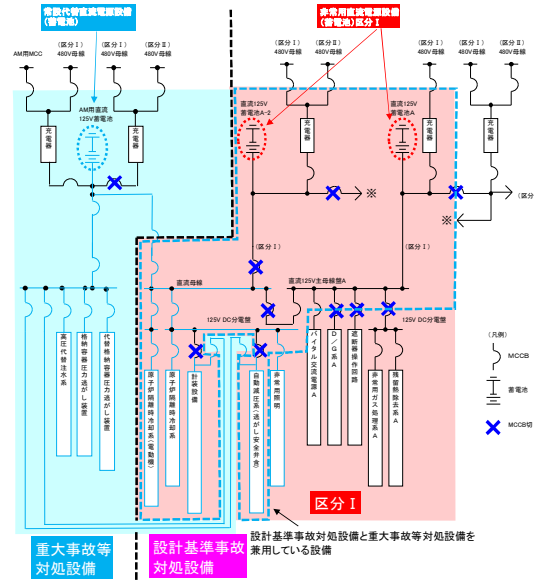 常設代替直流電源設備
(蓄電池)
非常用直流電源設備
(蓄電池)区分Ⅰ
AM用MCC
(区分Ⅰ)
480V母線
(区分Ⅰ)
480V母線
(区分Ⅱ)
480V母線
(区分Ⅰ)
480V母線
(区分Ⅱ)
480V母線
(区分Ⅰ)
480V母線
(区分Ⅰ)
480V母線
(区分Ⅱ)
480V母線
AM用直流
125V蓄電池
直流125V
蓄電池A-2
直流125V
蓄電池A
充電器
充電器
充電器
充電器
充電器
※
※
(区分
(区分Ⅰ)
(区分Ⅰ)
直流母線
直流125V主母線盤A
125V DC分電盤
125V DC分電盤
高圧代替注水系
格納容器圧力逃がし装置
代替格納容器圧力逃がし装置
原子炉隔離時冷却系(電動機)
原子炉隔離時冷却系
計装設備
自動減圧系(逃がし安全弁含)
非常用照明
バイタル交流電源A
D/G系A
遮断器操作回路
非常用ガス処理系A
残留熱除去系A
(凡例)
MCCB
蓄電池
MCCB切
区分Ⅰ
重大事故等
対処設備
設計基準事故
対処設備
設計基準事故対処設備と重大事故等対処設備を
兼用している設備